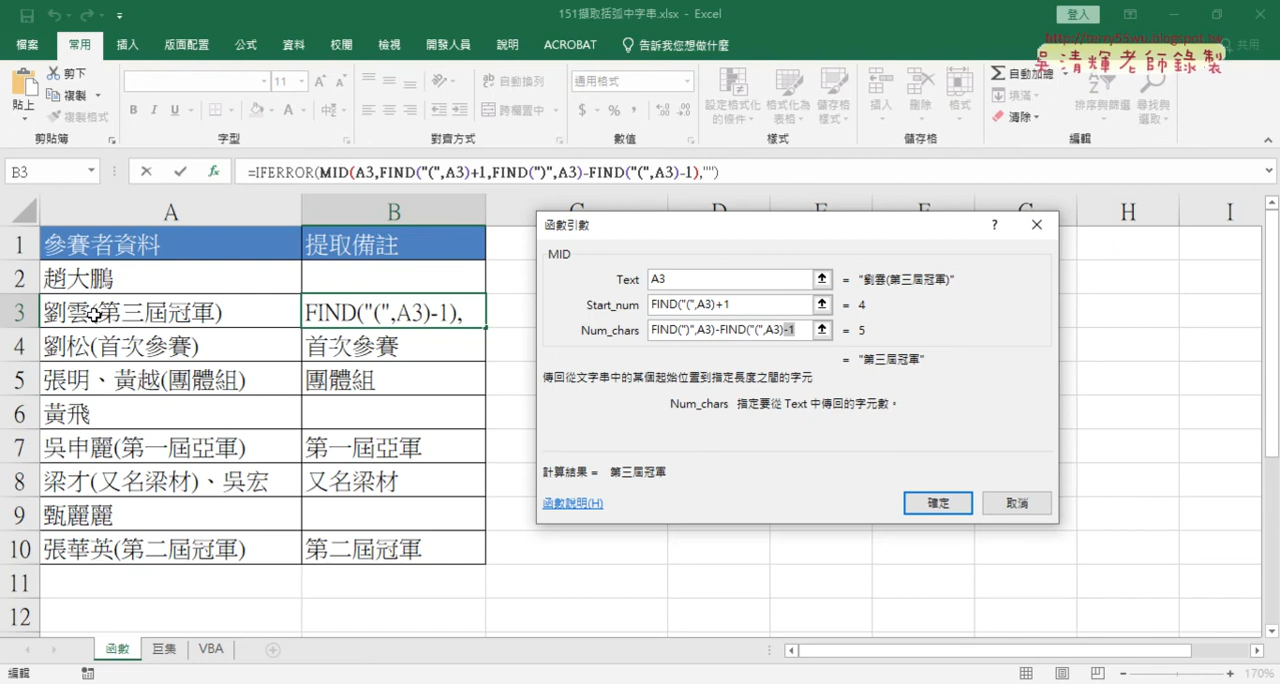 151擷取括弧中字串.xlsx - Excel
登入
檔案 常用 插入 版面配置 公式 資料 校閱 檢視 開發人員 說明 ACROBAT 告訴我您想做什麼 共用
http://terry55wu.blogspot.tw
吳清輝老師錄製
貼上 剪下 複製 複製格式
11 A A 自動換列 通用格式
B I U A 中 跨欄置中 $ % ,
設定格式化的條件 格式化為表格 儲存格樣式 插入 刪除 格式
自動加總 填滿 清除 排序與篩選 尋找與選取
剪貼簿 字型 對齊方式 數值 樣式 儲存格 編輯
B3 fx =IFERROR(MID(A3,FIND("(",A3)+1,FIND(")",A3)-FIND("(",A3)-1),"")
A B C D E F G H I
1 參賽者資料 提取備註
2 趙大鵬
3 劉雲(第三屆冠軍) FIND("(",A3)-1),
4 劉松(首次參賽) 首次參賽
5 張明、黃越(團體組) 團體組
6 黃飛
7 吳申麗(第一屆亞軍) 第一屆亞軍
8 梁才(又名梁材)、吳宏 又名梁材
9 甄麗麗
10 張華英(第二屆冠軍) 第二屆冠軍
11
12
函數引數 ?
MID
Text A3 = "劉雲(第三屆冠軍)"
Start_num FIND("(",A3)+1 = 4
Num_chars FIND(")",A3)-FIND("(",A3)-1 = 5
= "第三屆冠軍"
傳回從文字串中的某個起始位置到指定長度之間的字元
Num_chars 指定要從 Text 中傳回的字元數。
計算結果 = 第三屆冠軍
函數說明(H) 確定 取消
函數 巨集 VBA
編輯 170%